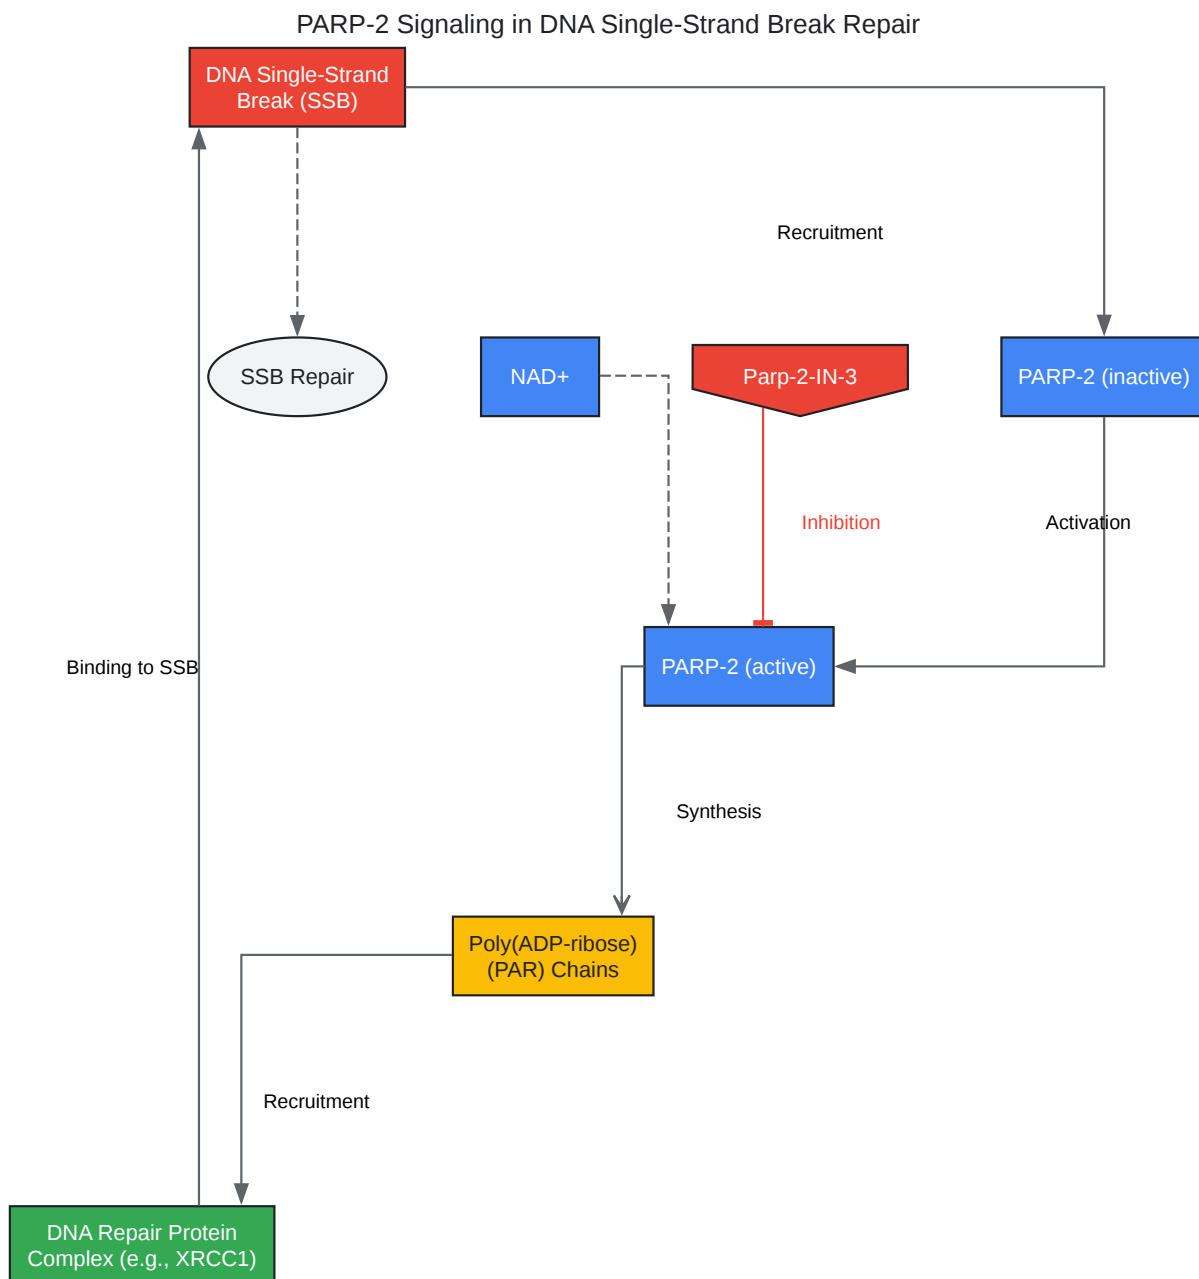 PARP-2 Signaling in DNA Single-Strand Break Repair
DNA Single-Strand
Break (SSB)
Recruitment
SSB Repair
NAD+
Parp-2-IN-3
PARP-2 (inactive)
Inhibition
Activation
Binding to SSB
PARP-2 (active)
Synthesis
Poly(ADP-ribose)
(PAR) Chains
Recruitment
DNA Repair Protein
Complex (e.g., XRCC1)